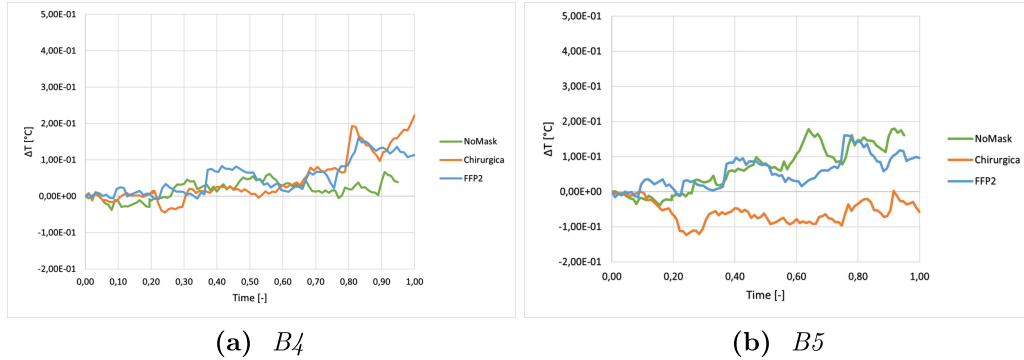 5,00E-01
4,00E-01
3,00E-01
2,00E-01
1,00E-01
0,00E+00
-1,00E-01
-2,00E-01
ΔT [°C]
0,00 0,10 0,20 0,30 0,40 0,50 0,60 0,70 0,80 0,90 1,00
Time [-]
NoMask
Chirurgica
FFP2
(a) B4
5,00E-01
4,00E-01
3,00E-01
2,00E-01
1,00E-01
0,00E+00
-1,00E-01
-2,00E-01
ΔT [°C]
0,00 0,20 0,40 0,60 0,80 1,00
Time [-]
NoMask
Chirurgica
FFP2
(b) B5